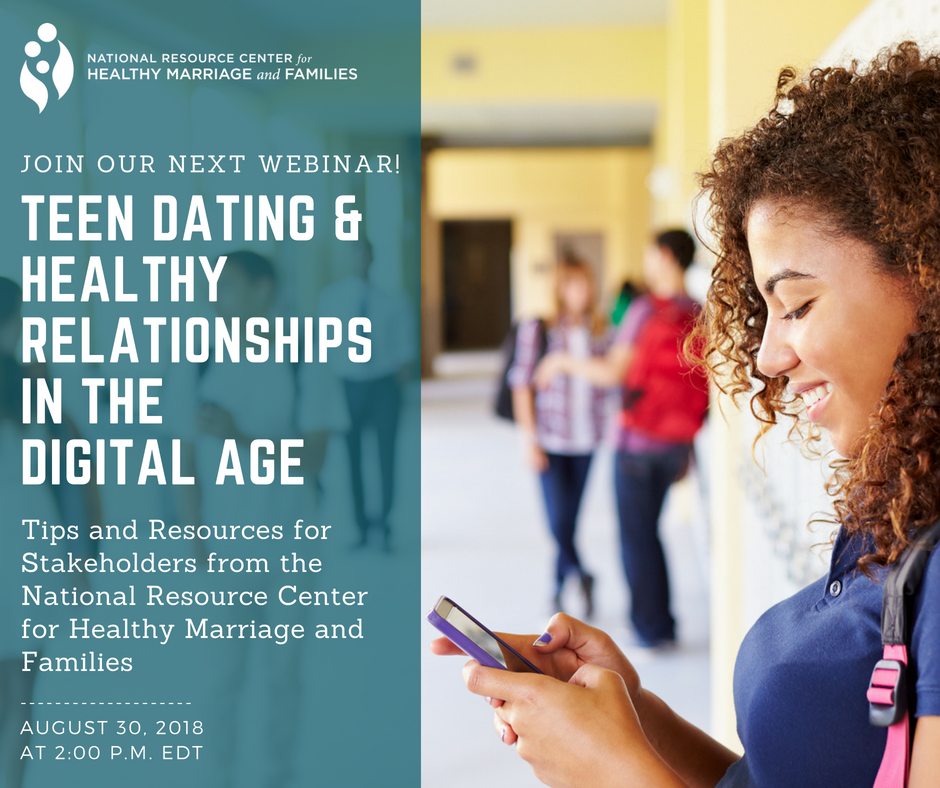 NATIONAL RESOURCE CENTER for
HEALTHY MARRIAGE and FAMILIES
JOIN OUR NEXT WEBINAR!
TEEN DATING &
HEALTHY
RELATIONSHIPS
IN THE
DIGITAL AGE
Tips and Resources for
Stakeholders from the
National Resource Center
for Healthy Marriage and
Families
AUGUST 30, 2018
AT 2:00 P.M. EDT